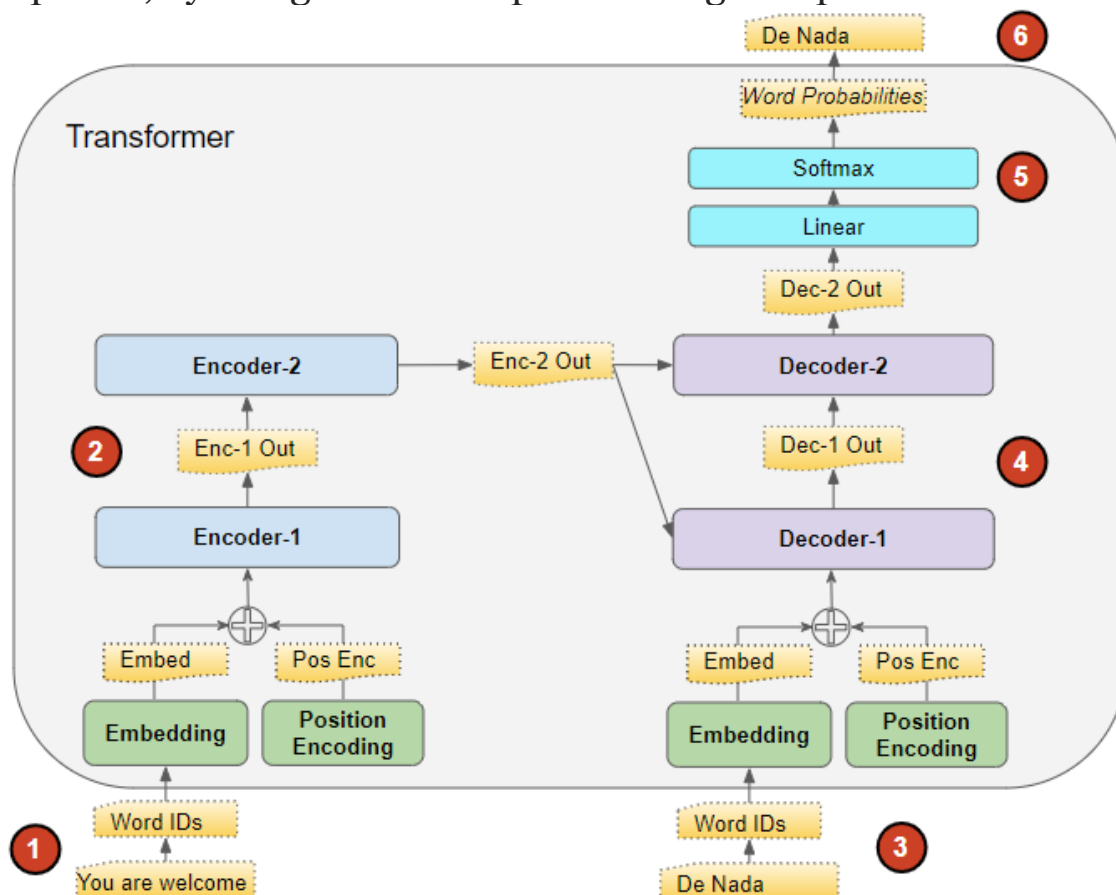 De Nada
6
Word Probabilities
Transformer
Softmax
5
Linear
Dec-2 Out
Encoder-2
Enc-2 Out
Decoder-2
2
Enc-1 Out
Dec-1 Out
4
Encoder-1
Decoder-1
Embed
Pos Enc
Embed
Pos Enc
Embedding
Position
Encoding
Embedding
Position
Encoding
1
Word IDs
Word IDs
3
You are welcome
De Nada